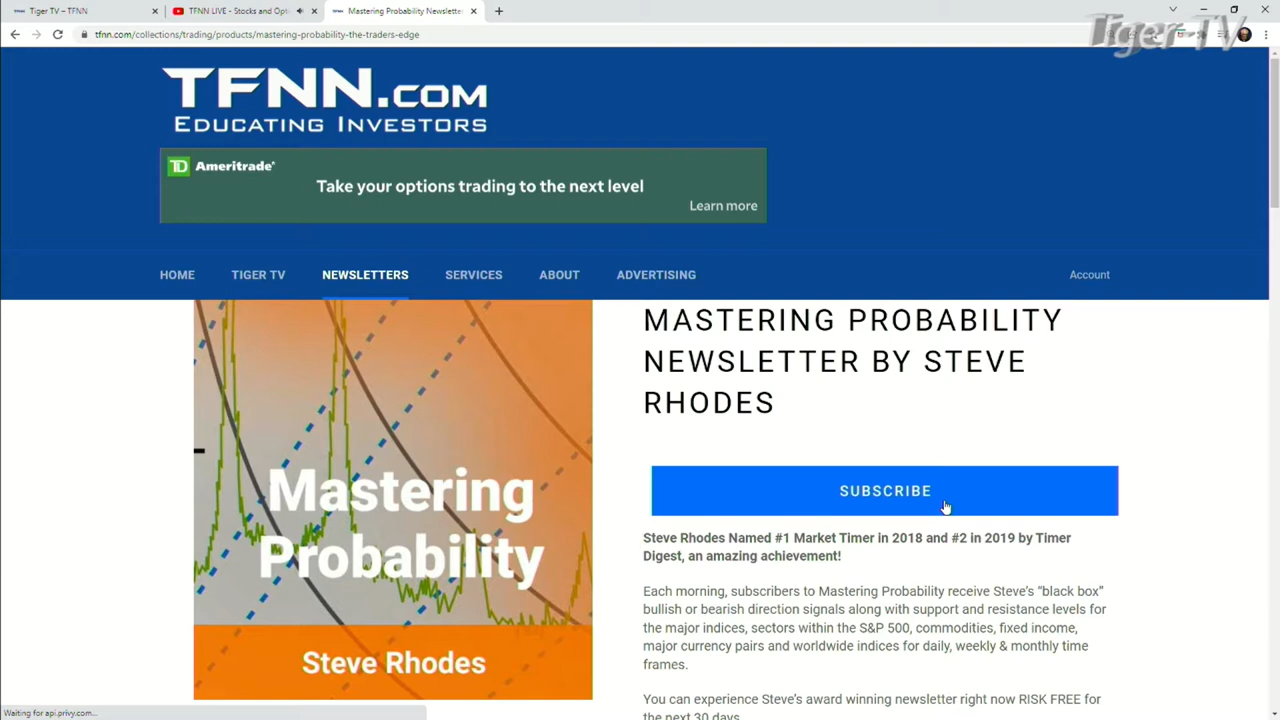 Tiger TV – TFNN
TFNN LIVE - Stocks and Opti
Mastering Probability Newslette
Tiger TV
tfnn.com/collections/trading/products/mastering-probability-the-traders-edge
TFNN.COM
EDUCATING INVESTORS
TD Ameritrade
Take your options trading to the next level
Learn more
HOME TIGER TV NEWSLETTERS SERVICES ABOUT ADVERTISING Account
MASTERING PROBABILITY
NEWSLETTER BY STEVE
RHODES
Mastering
Probability
Steve Rhodes
SUBSCRIBE
Steve Rhodes Named #1 Market Timer in 2018 and #2 in 2019 by Timer
Digest, an amazing achievement!
Each morning, subscribers to Mastering Probability receive Steve's “black box”
bullish or bearish direction signals along with support and resistance levels for
the major indices, sectors within the S&P 500, commodities, fixed income,
major currency pairs and worldwide indices for daily, weekly & monthly time
frames.
You can experience Steve's award winning newsletter right now RISK FREE for
the next 30 days
Waiting for api.privy.com...